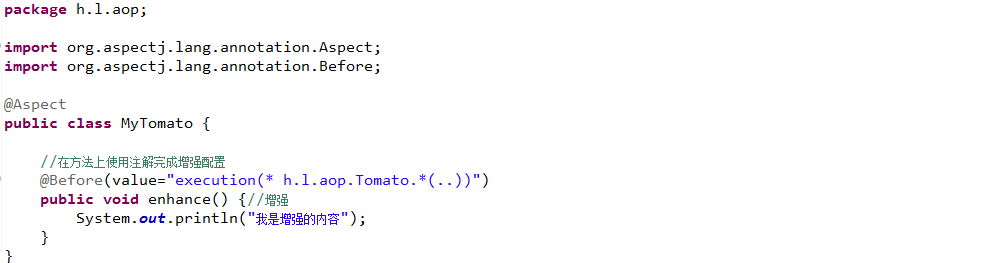 package h.l.aop;
import org.aspectj.lang.annotation.Aspect;
import org.aspectj.lang.annotation.Before;
@Aspect
public class MyTomato {
//在方法上使用注解完成增强配置
@Before(value="execution(* h.l.aop.Tomato.*(..))")
public void enhance() {//增强
System.out.println("我是增强的内容");
}
}